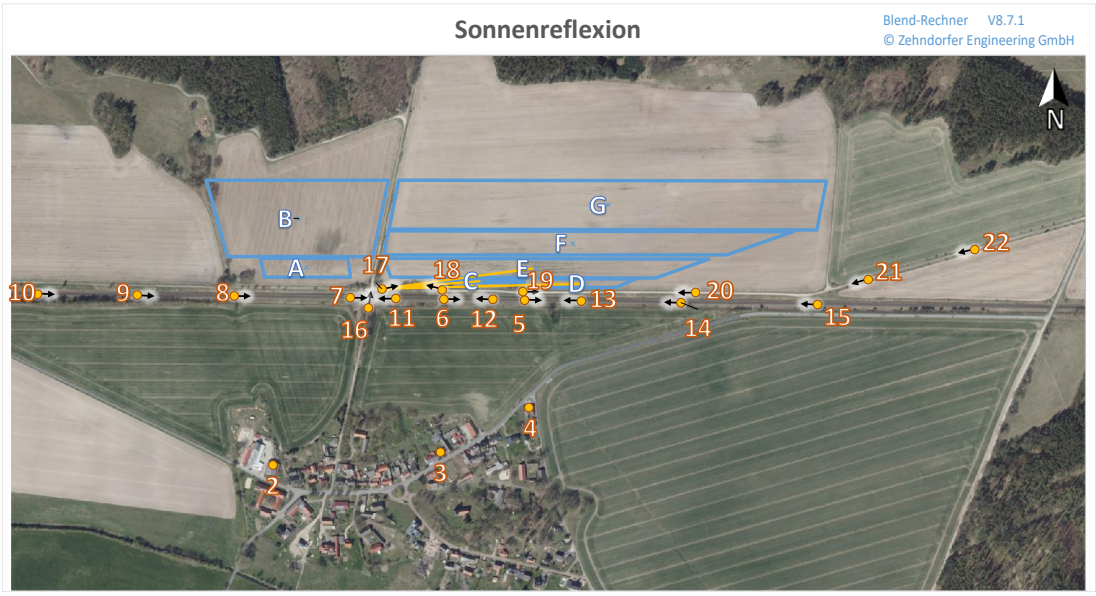 Sonnenreflexion
Blend-Rechner V8.7.1
© Zehndorfer Engineering GmbH
N
B
G
F
A
17
18
C
E
19
D
22
21
10
9
8
7
11
6
12
5
13
20
14
15
16
4
3
2